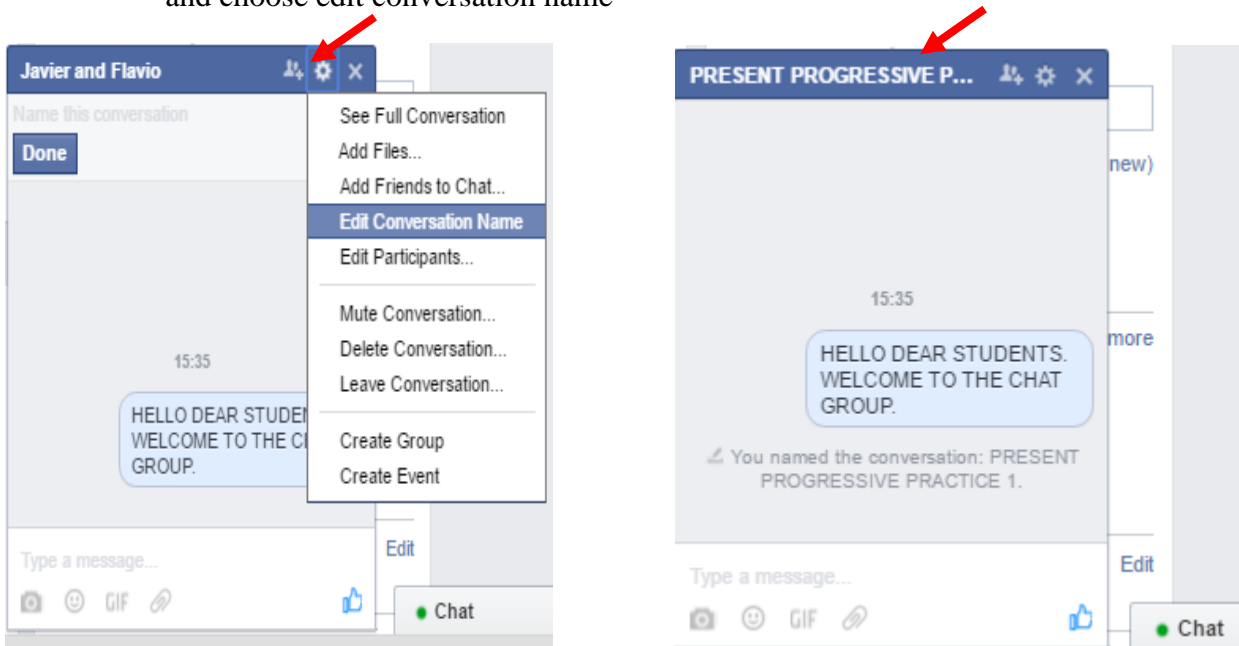 and choose edit conversation name
Javier and Flavio
Name this conversation
Done
See Full Conversation
Add Files...
Add Friends to Chat...
Edit Conversation Name
Edit Participants...
Mute Conversation...
Delete Conversation...
Leave Conversation...
Create Group
Create Event
15:35
HELLO DEAR STUDEN
WELCOME TO THE C
GROUP.
Type a message...
GIF
Edit
Chat
PRESENT PROGRESSIVE P...
new)
15:35
more
HELLO DEAR STUDENTS.
WELCOME TO THE CHAT
GROUP.
You named the conversation: PRESENT
PROGRESSIVE PRACTICE 1.
Type a message...
GIF
Edit
Chat